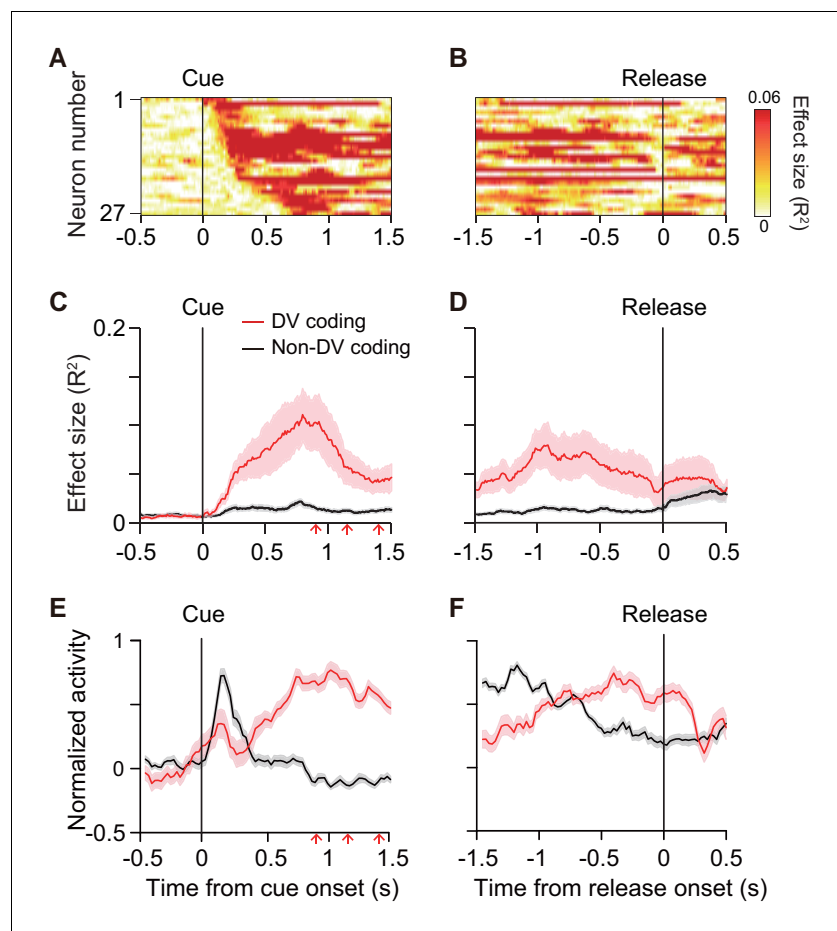 A
B
Cue
Release
Neuron number
1
27
0.06
0
Effect size (R²)
-0.5 0 0.5 1 1.5
-1.5 -1 -0.5 0 0.5
C
D
Cue
Release
DV coding
Non-DV coding
Effect size (R²)
0.2
0
-0.5 0 0.5 1 1.5
-1.5 -1 -0.5 0 0.5
E
F
Cue
Release
Normalized activity
1
0
-0.5
-0.5 0 0.5 1 1.5
-1.5 -1 -0.5 0 0.5
Time from cue onset (s)
Time from release onset (s)